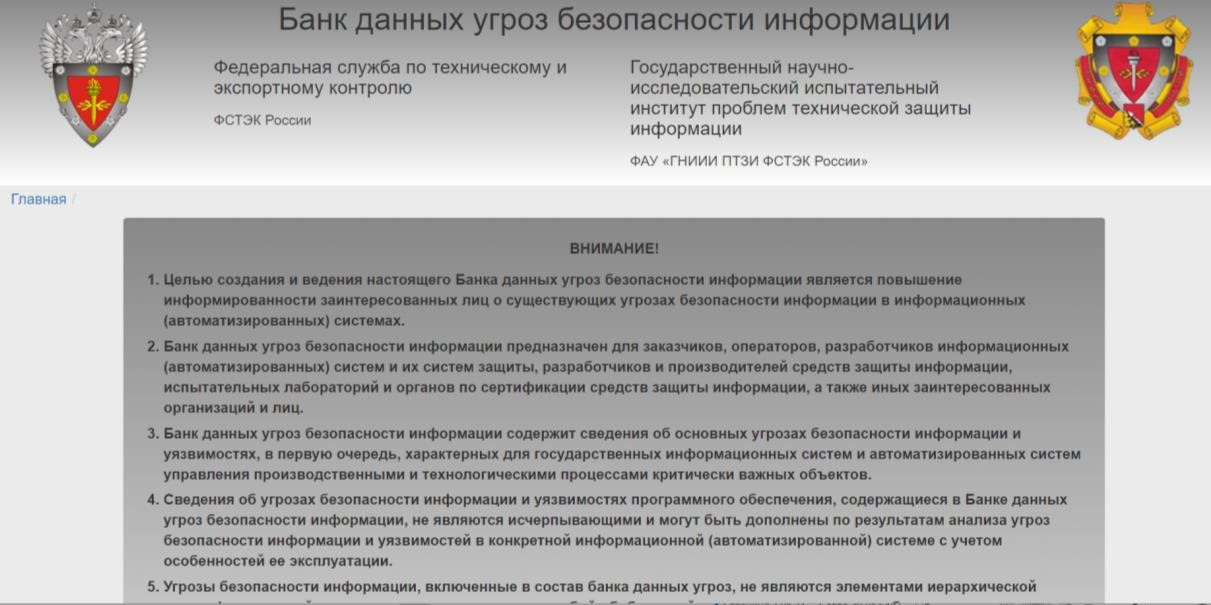 Банк данных угроз безопасности информации
Федеральная служба по техническому и
экспортному контролю
ФСТЭК России
Государственный научно-
исследовательский испытательный
институт проблем технической защиты
информации
ФАУ «ГНИИИ ПТЗИ ФСТЭК России»
Главная /
ВНИМАНИЕ!
1. Целью создания и ведения настоящего Банка данных угроз безопасности информации является повышение
информированности заинтересованных лиц о существующих угрозах безопасности информации в информационных
(автоматизированных) системах.
2. Банк данных угроз безопасности информации предназначен для заказчиков, операторов, разработчиков информационных
(автоматизированных) систем и их систем защиты, разработчиков и производителей средств защиты информации,
испытательных лабораторий и органов по сертификации средств защиты информации, а также иных заинтересованных
организаций и лиц.
3. Банк данных угроз безопасности информации содержит сведения об основных угрозах безопасности информации и
уязвимостях, в первую очередь, характерных для государственных информационных систем и автоматизированных систем
управления производственными и технологическими процессами критически важных объектов.
4. Сведения об угрозах безопасности информации и уязвимостях программного обеспечения, содержащиеся в Банке данных
угроз безопасности информации, не являются исчерпывающими и могут быть дополнены по результатам анализа угроз
безопасности информации и уязвимостей в конкретной информационной (автоматизированной) системе с учетом
особенностей ее эксплуатации.
5. Угрозы безопасности информации, включенные в состав банка данных угроз, не являются элементами иерархической